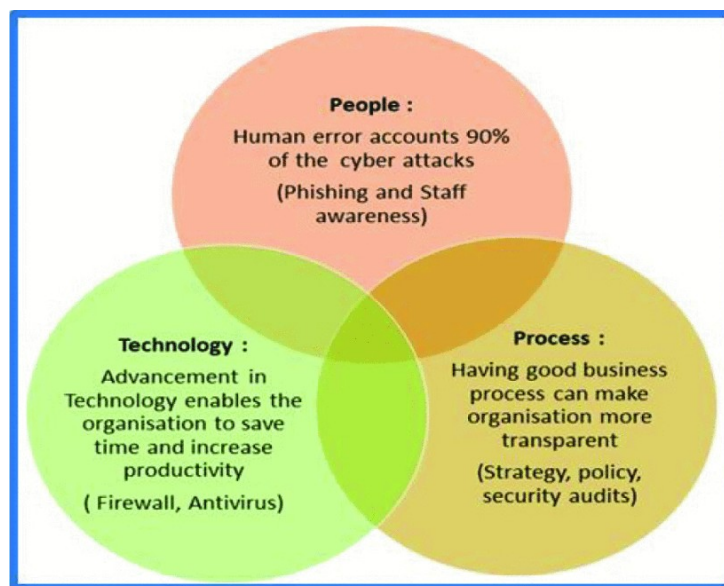 People :
Human error accounts 90%
of the cyber attacks
(Phishing and Staff
awareness)
Technology :
Advancement in
Technology enables the
organisation to save
time and increase
productivity
( Firewall, Antivirus)
Process :
Having good business
process can make
organisation more
transparent
(Strategy, policy,
security audits)